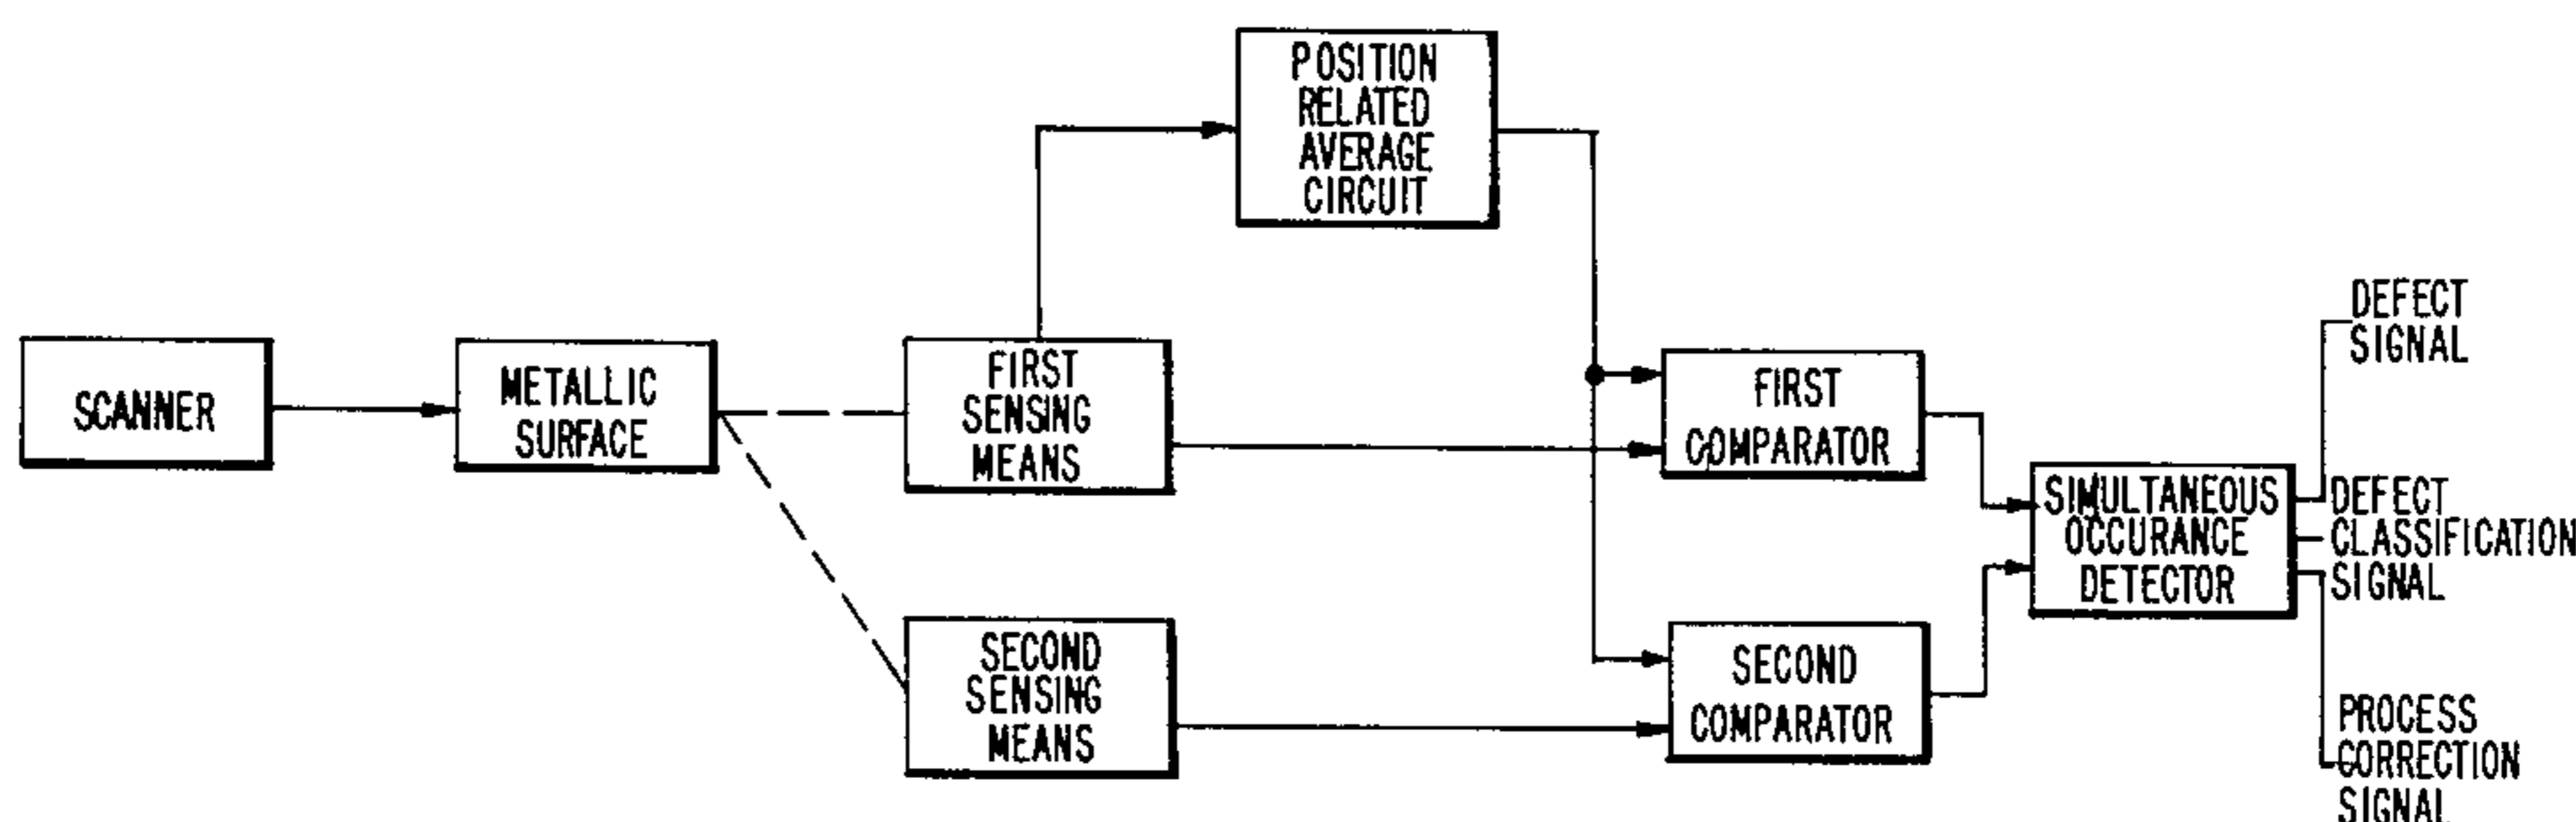 POSITION
RELATED
AVERAGE
CIRCUIT
SCANNER
METALLIC
SURFACE
FIRST
SENSING
MEANS
FIRST
COMPARATOR
SECOND
SENSING
MEANS
SECOND
COMPARATOR
SIMULTANEOUS
OCCURANCE
DETECTOR
DEFECT
SIGNAL
DEFECT
CLASSIFICATION
SIGNAL
PROCESS
CORRECTION
SIGNAL